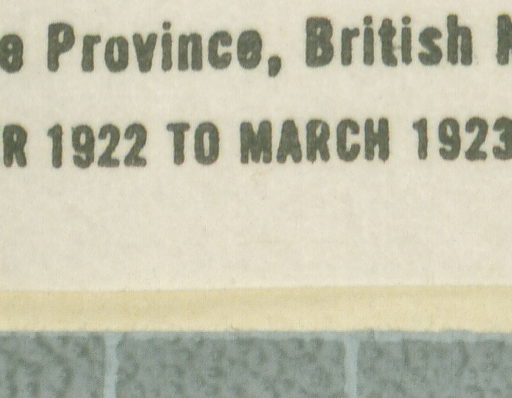 e Province, British
R 1922 TO MARCH 1923